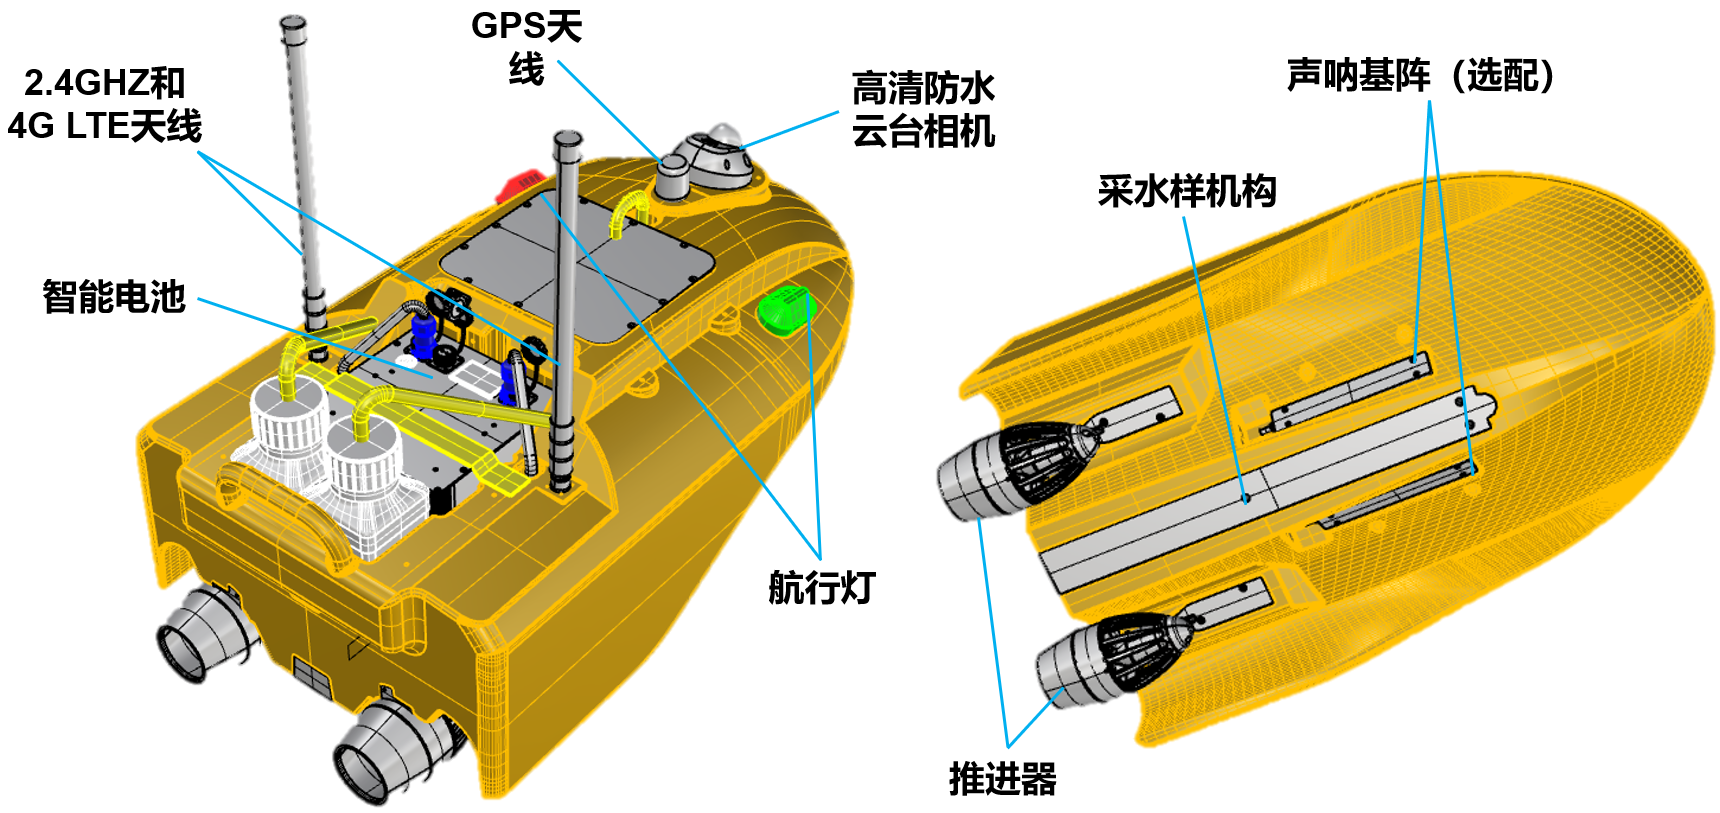 GPS天
线
2.4GHZ和
4G LTE天线
高清防水
云台相机
智能电池
航行灯
声呐基阵（选配）
采水样机构
推进器